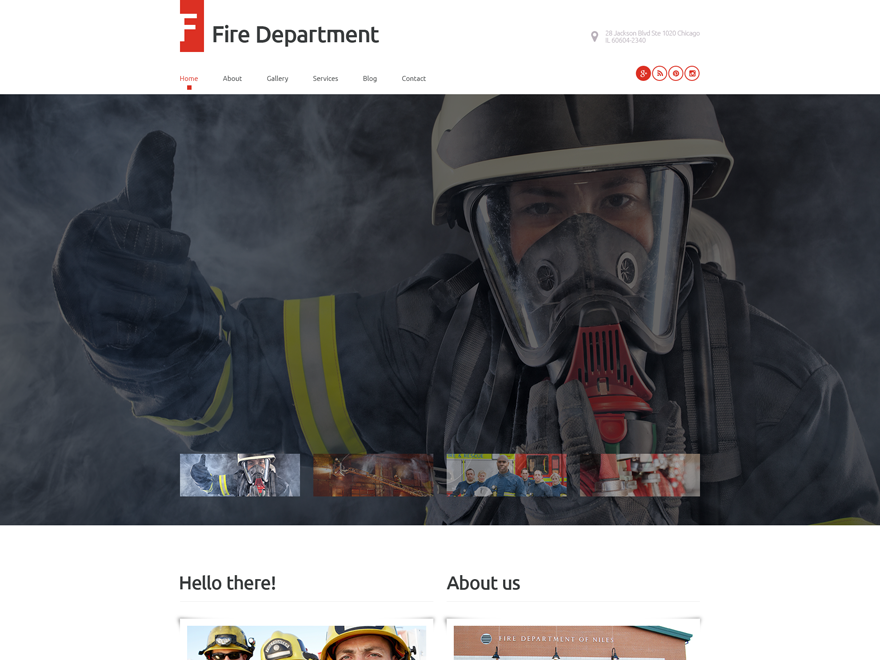 F
Fire Department
28 Jackson Blvd Ste 1020 Chicago
IL 60604-2340
Home About Gallery Services Blog Contact
Hello there!
About us
FIRE DEPARTMENT OF NILES